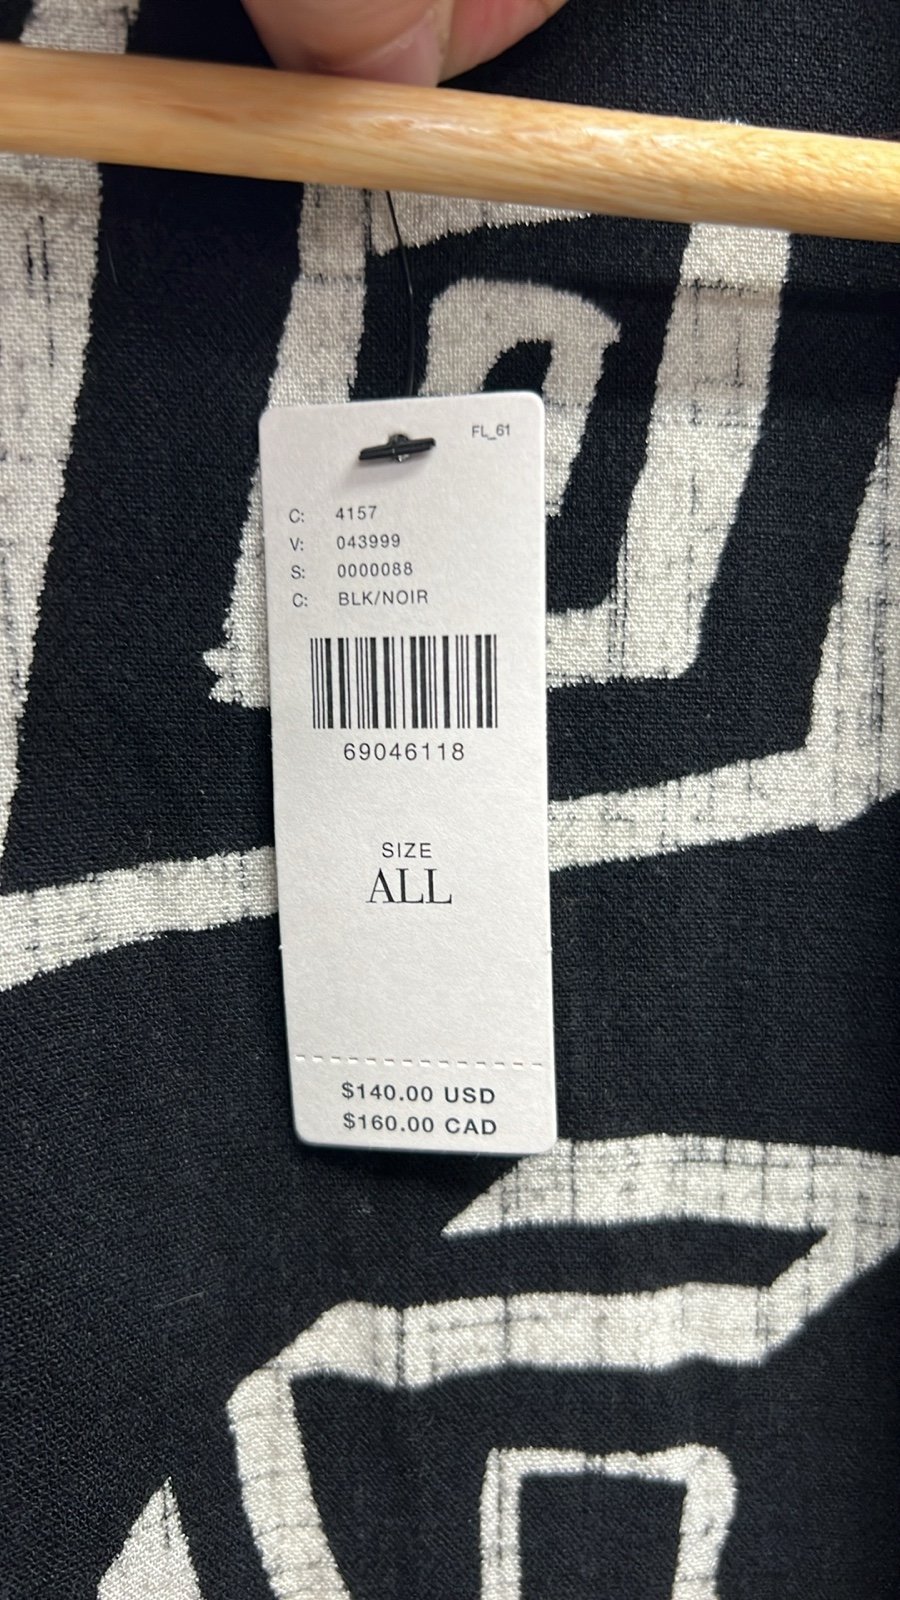 FL_61
C: 4157
V: 043999
S: 0000088
C: BLK/NOIR
69046118
SIZE
ALL
$140.00 USD
$160.00 CAD